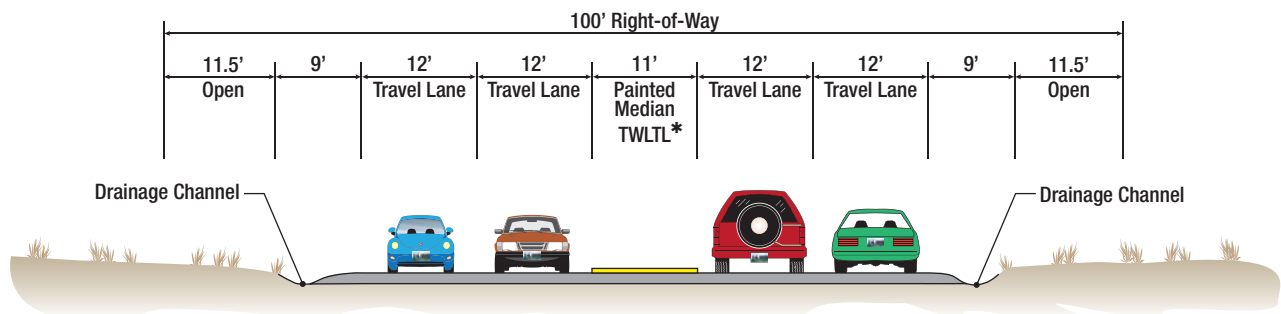 100’ Right-of-Way
11.5’ 9’ 12’ 12’ 11’ 12’ 12’ 9’ 11.5’
Open Travel Lane Travel Lane Painted Travel Lane Travel Lane Open
Median
TWLTL*
Drainage Channel Drainage Channel